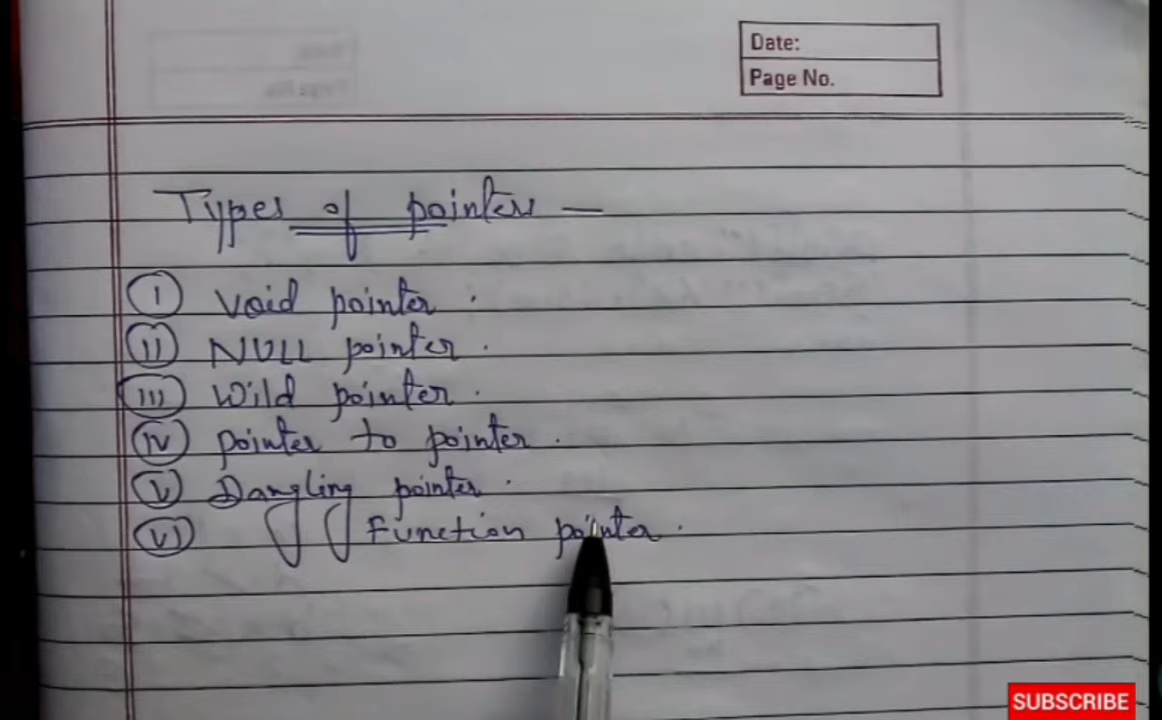 Date:
Page No.
Types of pointers —
(I) Void pointer .
(II) NULL pointer .
(III) Wild pointer .
(IV) pointer to pointer .
(V) Dangling pointer .
(VI) Function pointer .
SUBSCRIBE